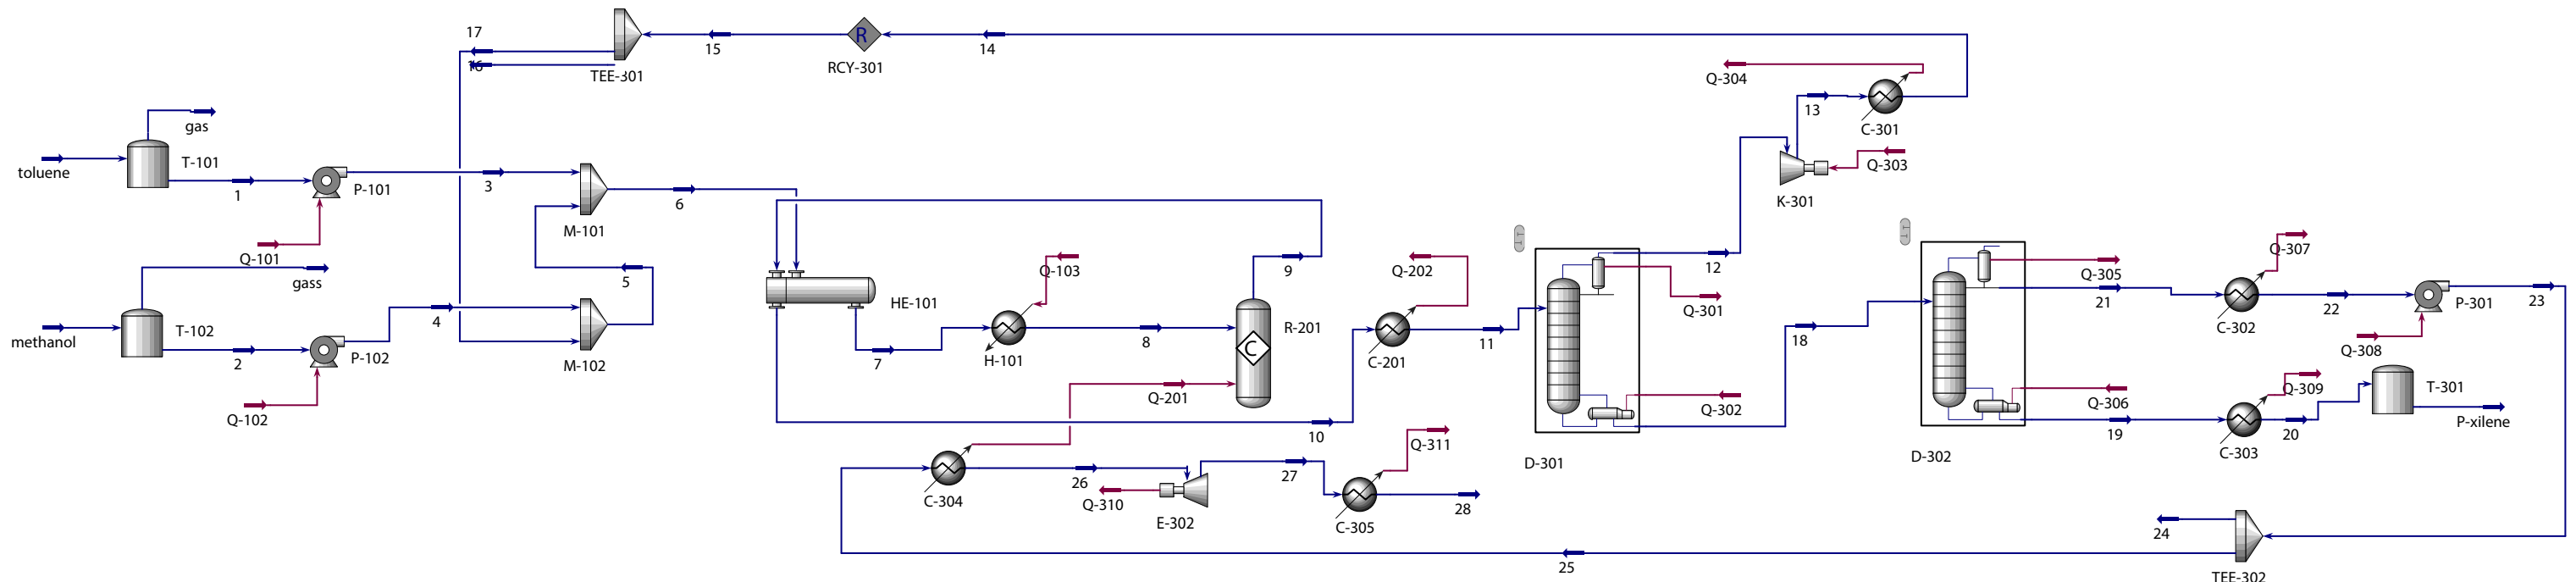 17
16
TEE-301
15
R
RCY-301
14
Q-304
13
C-301
Q-303
K-301
gas
toluene
T-101
1
P-101
3
Q-101
gass
M-101
6
5
methanol
T-102
2
P-102
4
Q-102
M-102
HE-101
Q-103
H-101
7
8
9
R-201
C
Q-201
10
Q-202
C-201
11
12
Q-301
Q-302
D-301
18
Q-305
21
Q-306
19
D-302
Q-307
C-302
22
Q-308
P-301
23
Q-309
C-303
20
T-301
P-xilene
C-304
26
Q-310
E-302
27
Q-311
C-305
28
25
24
TEE-302